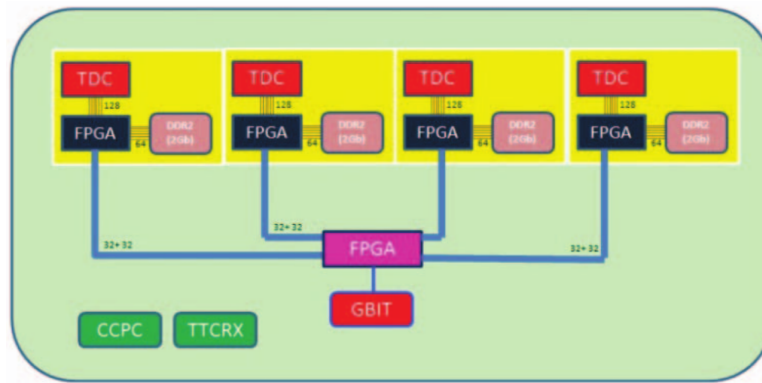 TDC TDC TDC TDC
128 128 128 128
FPGA DDR2 FPGA DDR2 FPGA DDR2 FPGA DDR2
(2Gb) (2Gb) (2Gb) (2Gb)
64 64 64 64
32+ 32 32+ 32 32+ 32
FPGA
GBIT
CCPC TTCRX